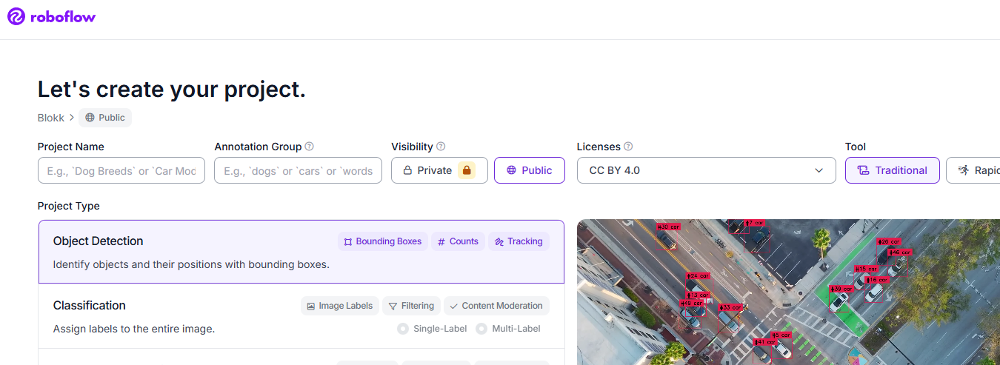 roboflow
Let's create your project.
Blokk > Public
Project Name
Annotation Group
Visibility
Licenses
Tool
E.g., `Dog Breeds` or `Car Moc
E.g., `dogs` or `cars` or `words
Private
Public
CC BY 4.0
Traditional
Rapid
Project Type
Object Detection
Bounding Boxes
# Counts
Tracking
Identify objects and their positions with bounding boxes.
Classification
Image Labels
Filtering
Content Moderation
Assign labels to the entire image.
Single-Label
Multi-Label
#30 car
#7 car
#26 car
#46 car
#15 car
#24 car
#16 car
#39 car
#13 car
#49 car
#33 car
#5 car
#41 car